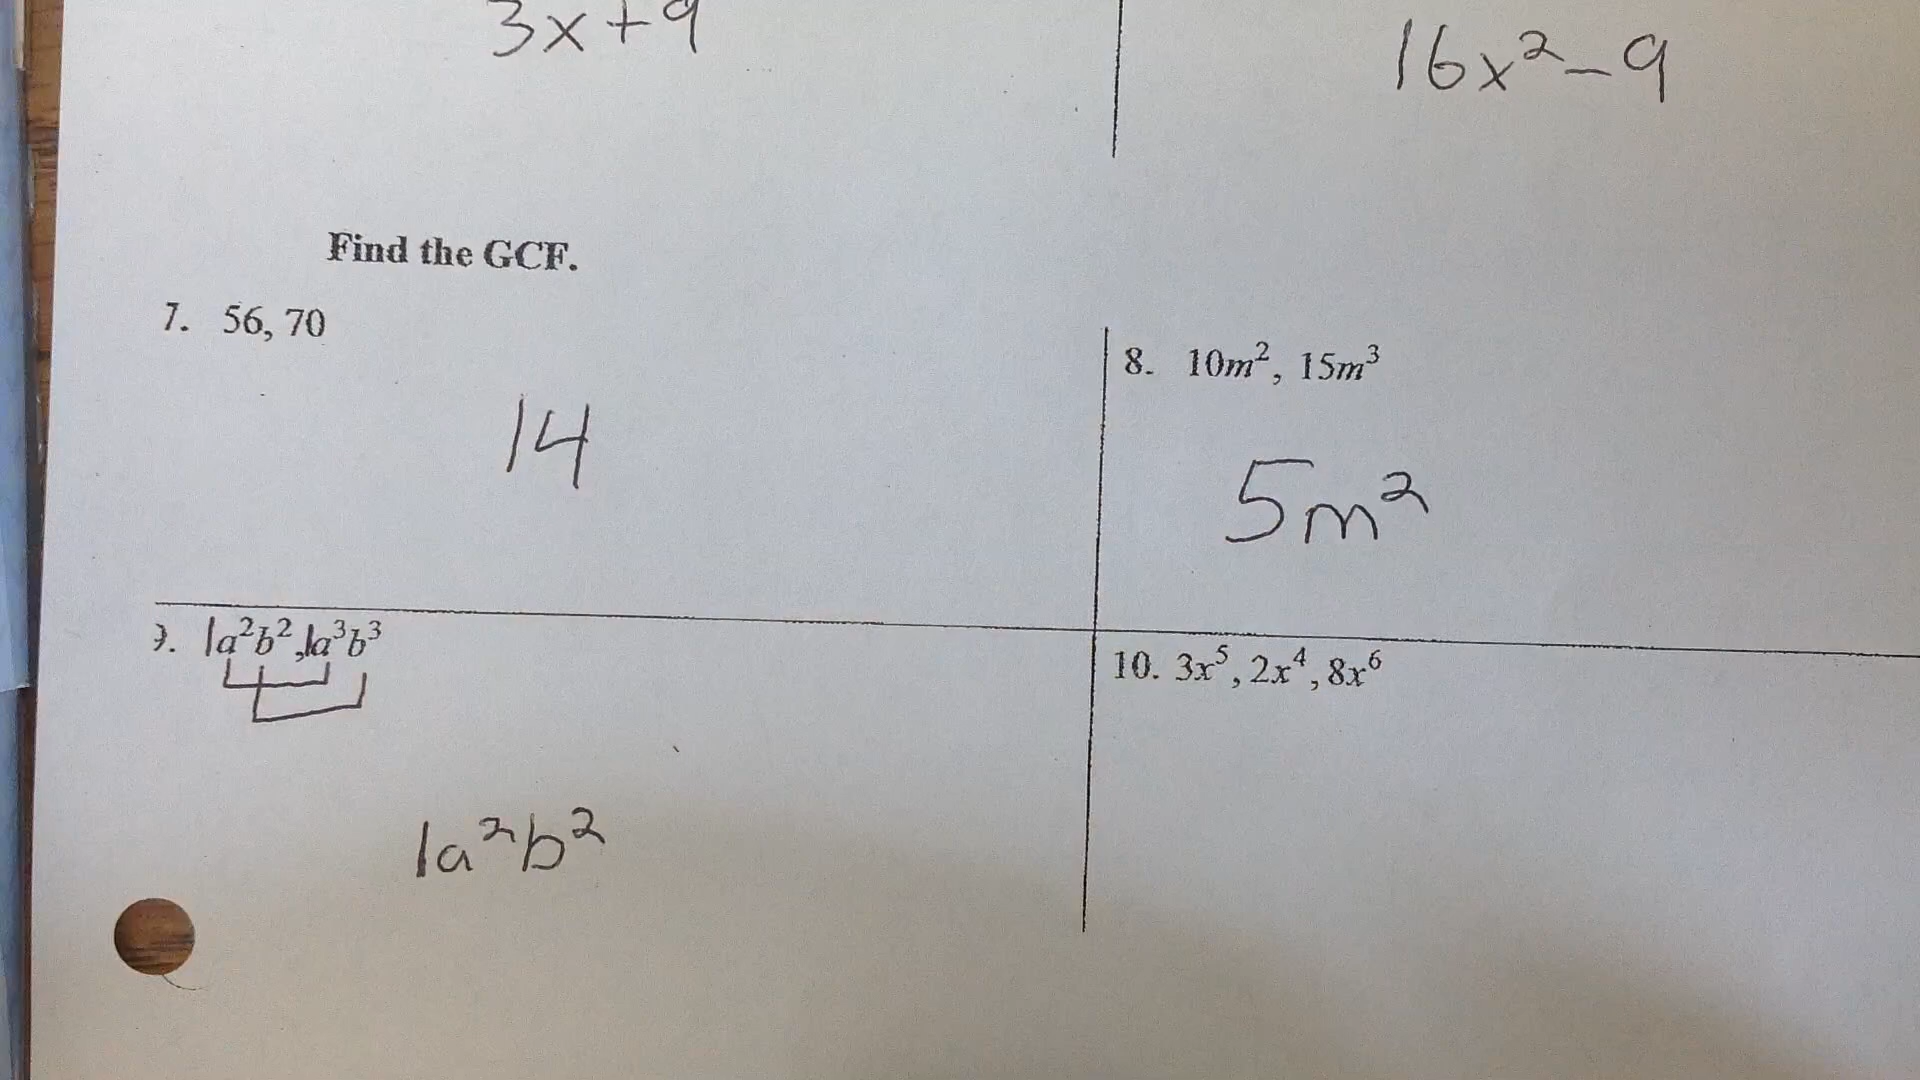 3x+9
16x²-9
Find the GCF.
7. 56, 70
14
8. 10m², 15m³
5m²
9. 1a²b², 1a³b³
1a²b²
10. 3x⁵, 2x⁴, 8x⁶